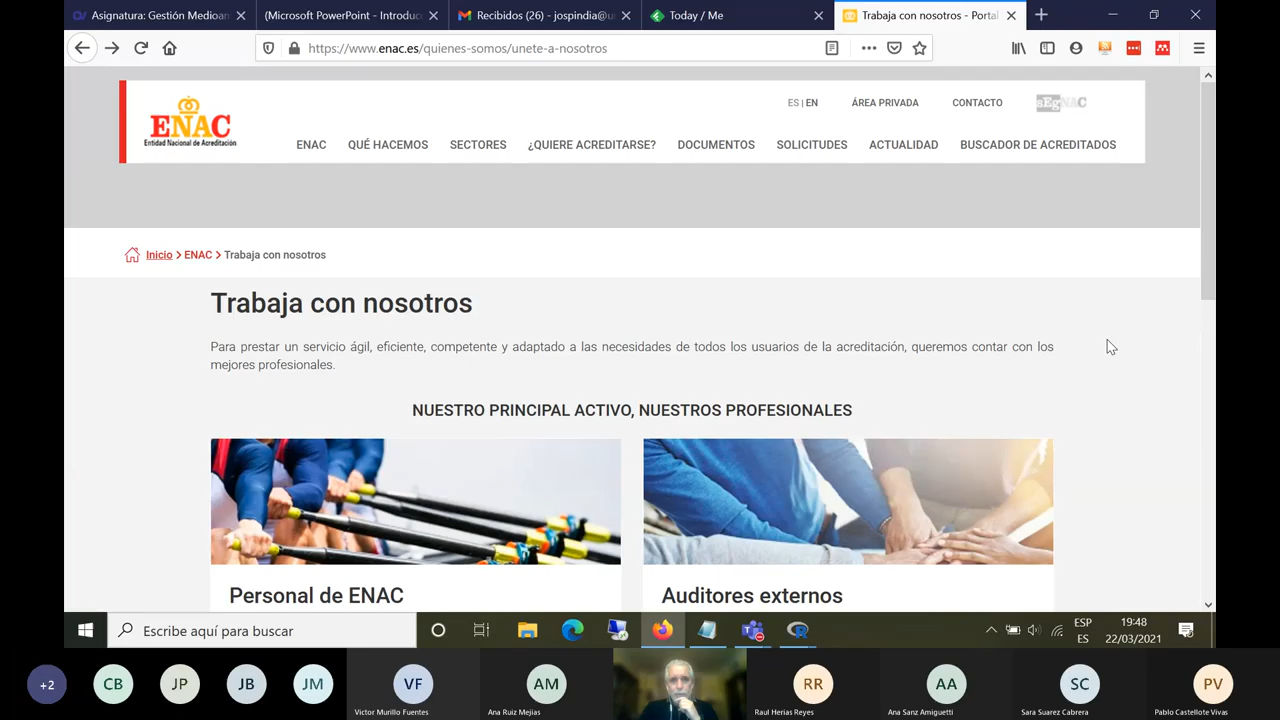 Asignatura: Gestión Medioam
(Microsoft PowerPoint - Introduc
Recibidos (26) - jospindia@u
Today / Me
Trabaja con nosotros - Portal
https://www.enac.es/quienes-somos/unete-a-nosotros
ENAC
Entidad Nacional de Acreditación
ES | EN
ÁREA PRIVADA
CONTACTO
sEgNAC
ENAC
QUÉ HACEMOS
SECTORES
¿QUIERE ACREDITARSE?
DOCUMENTOS
SOLICITUDES
ACTUALIDAD
BUSCADOR DE ACREDITADOS
Inicio > ENAC > Trabaja con nosotros
Trabaja con nosotros
Para prestar un servicio ágil, eficiente, competente y adaptado a las necesidades de todos los usuarios de la acreditación, queremos contar con los
mejores profesionales.
NUESTRO PRINCIPAL ACTIVO, NUESTROS PROFESIONALES
Personal de ENAC
Auditores externos
Escribe aquí para buscar
ESP
ES
19:48
22/03/2021
+2
CB
JP
JB
JM
VF
Victor Murillo Fuentes
AM
Ana Ruiz Mejias
RR
Raul Herias Reyes
AA
Ana Sanz Amiguetti
SC
Sara Suarez Cabrera
PV
Pablo Castellote Vivas